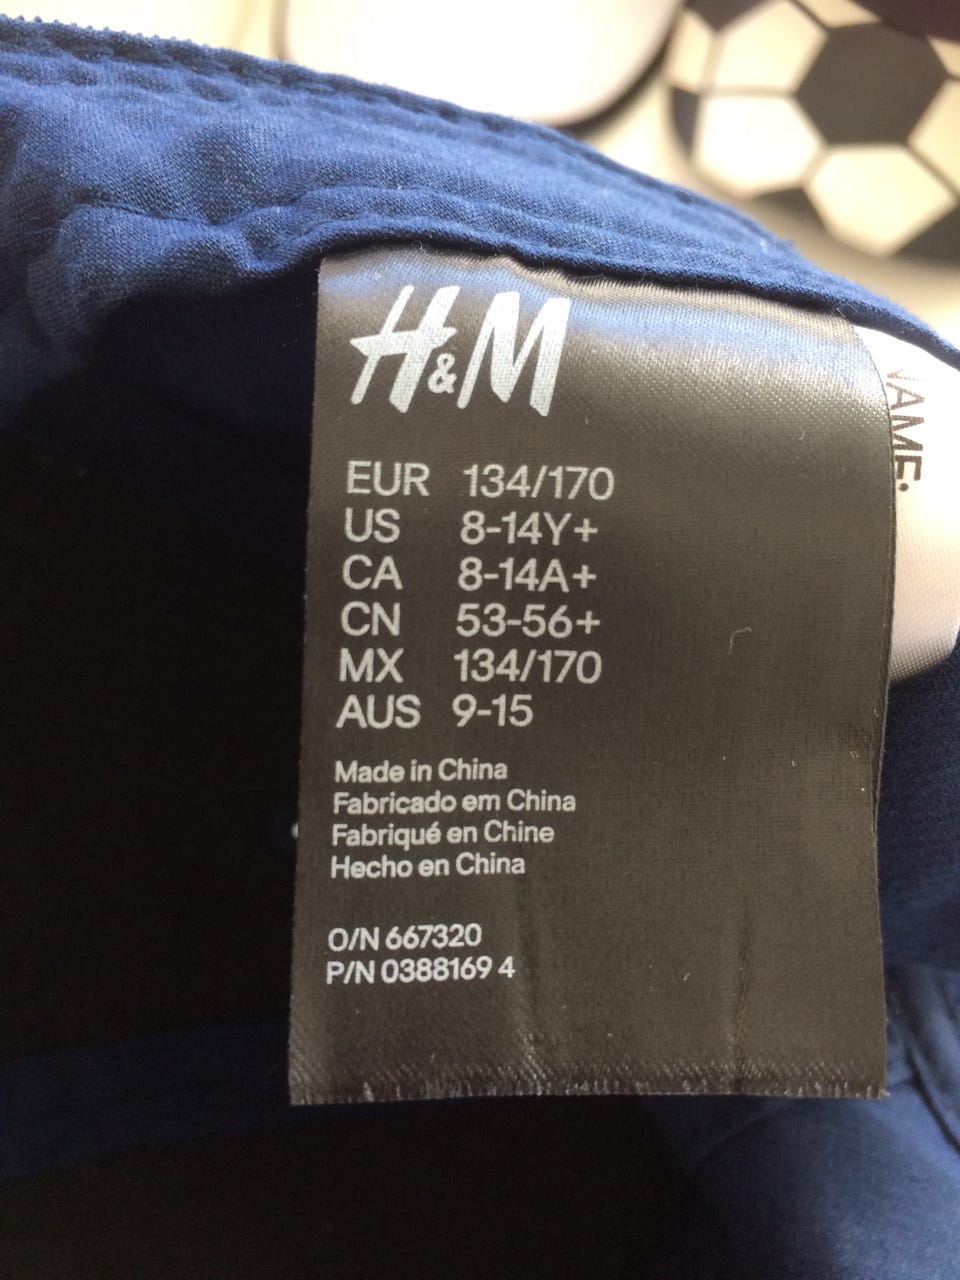 H&M
EUR 134/170
US 8-14Y+
CA 8-14A+
CN 53-56+
MX 134/170
AUS 9-15
Made in China
Fabricado em China
Fabriqué en Chine
Hecho en China
O/N 667320
P/N 0388169 4
NAME.